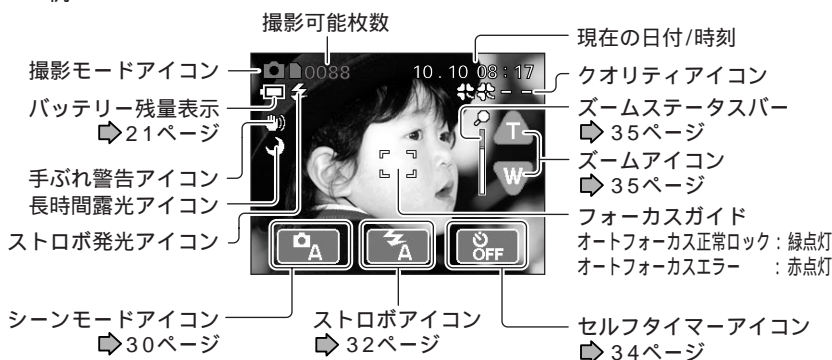 撮影可能枚数
現在の日付/時刻
撮影モードアイコン
0088
10.10 08:17
クオリティアイコン
バッテリー残量表示
21ページ
ズームステータスバー
35ページ
T
ズームアイコン
35ページ
W
手ぶれ警告アイコン
長時間露光アイコン
フォーカスガイド
オートフォーカス正常ロック:緑点灯
オートフォーカスエラー :赤点灯
ストロボ発光アイコン
A
A
OFF
シーンモードアイコン
30ページ
ストロボアイコン
32ページ
セルフタイマーアイコン
34ページ